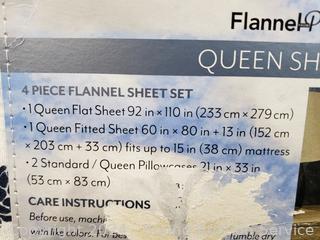 Flannel
QUEEN SH
4 PIECE FLANNEL SHEET SET
• 1 Queen Flat Sheet 92 in x 110 in (233 cm x 279 cm)
• 1 Queen Fitted Sheet 60 in x 80 in + 13 in (152 cm
x 203 cm + 33 cm) fits up to 15 in (38 cm) mattress
• 2 Standard / Queen Pillowcases 21 in x 33 in
(53 cm x 83 cm)
CARE INSTRUCTIONS
Before use, machi
with like colors. For bes
Tumble dry